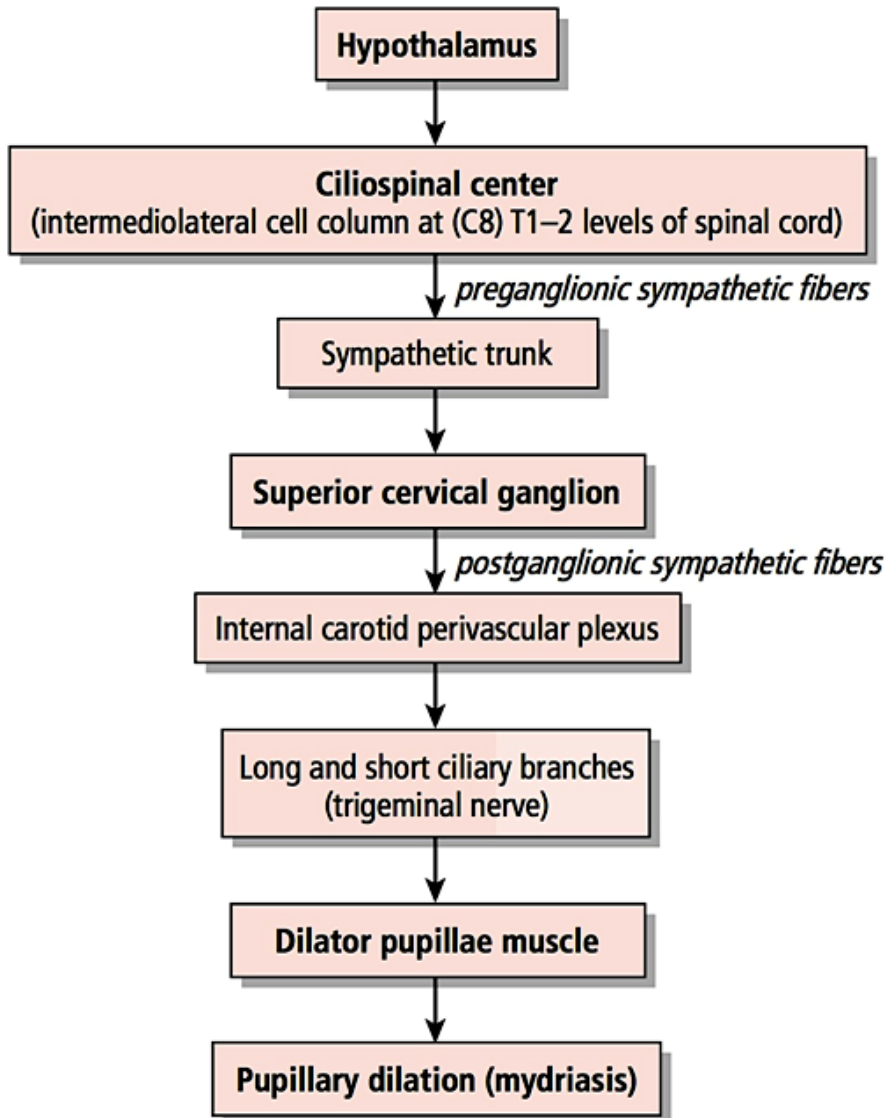 Hypothalamus
Ciliospinal center
(intermediolateral cell column at (C8) T1–2 levels of spinal cord)
preganglionic sympathetic fibers
Sympathetic trunk
Superior cervical ganglion
postganglionic sympathetic fibers
Internal carotid perivascular plexus
Long and short ciliary branches
(trigeminal nerve)
Dilator pupillae muscle
Pupillary dilation (mydriasis)